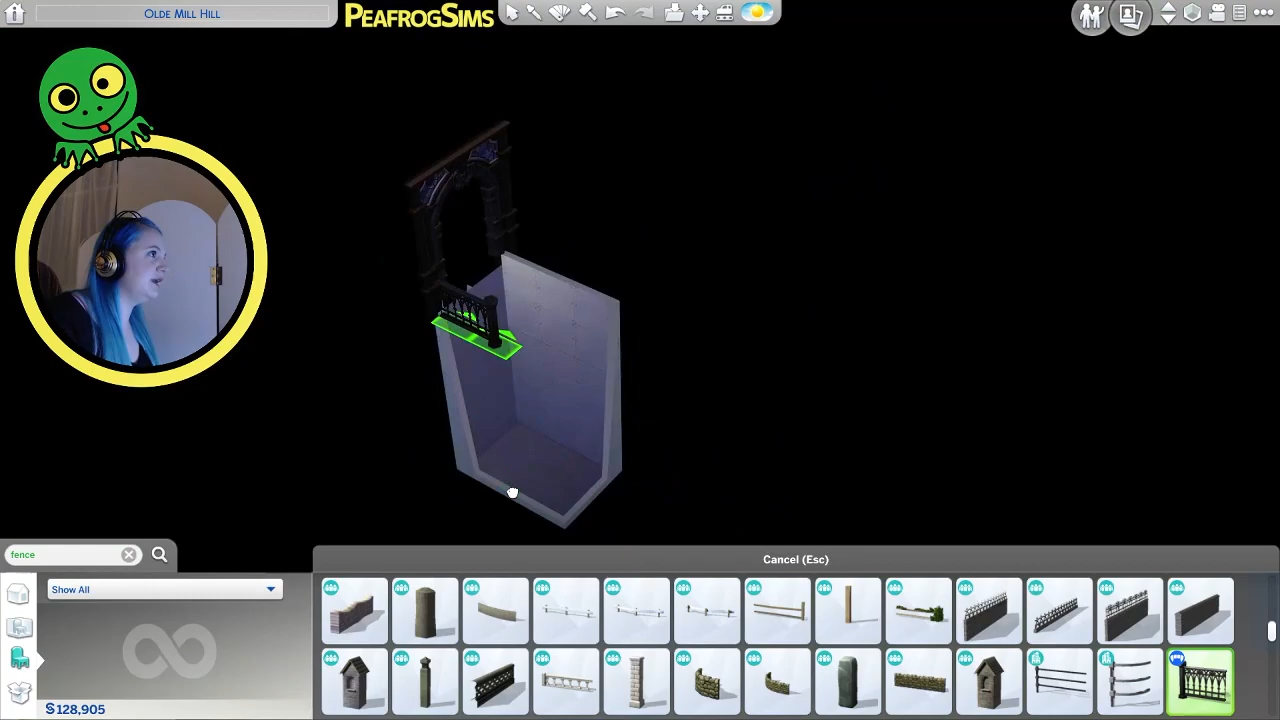 OLDE MILL HILL
PEAFROGSIMS
fence
Cancel (Esc)
Show All
§128,905